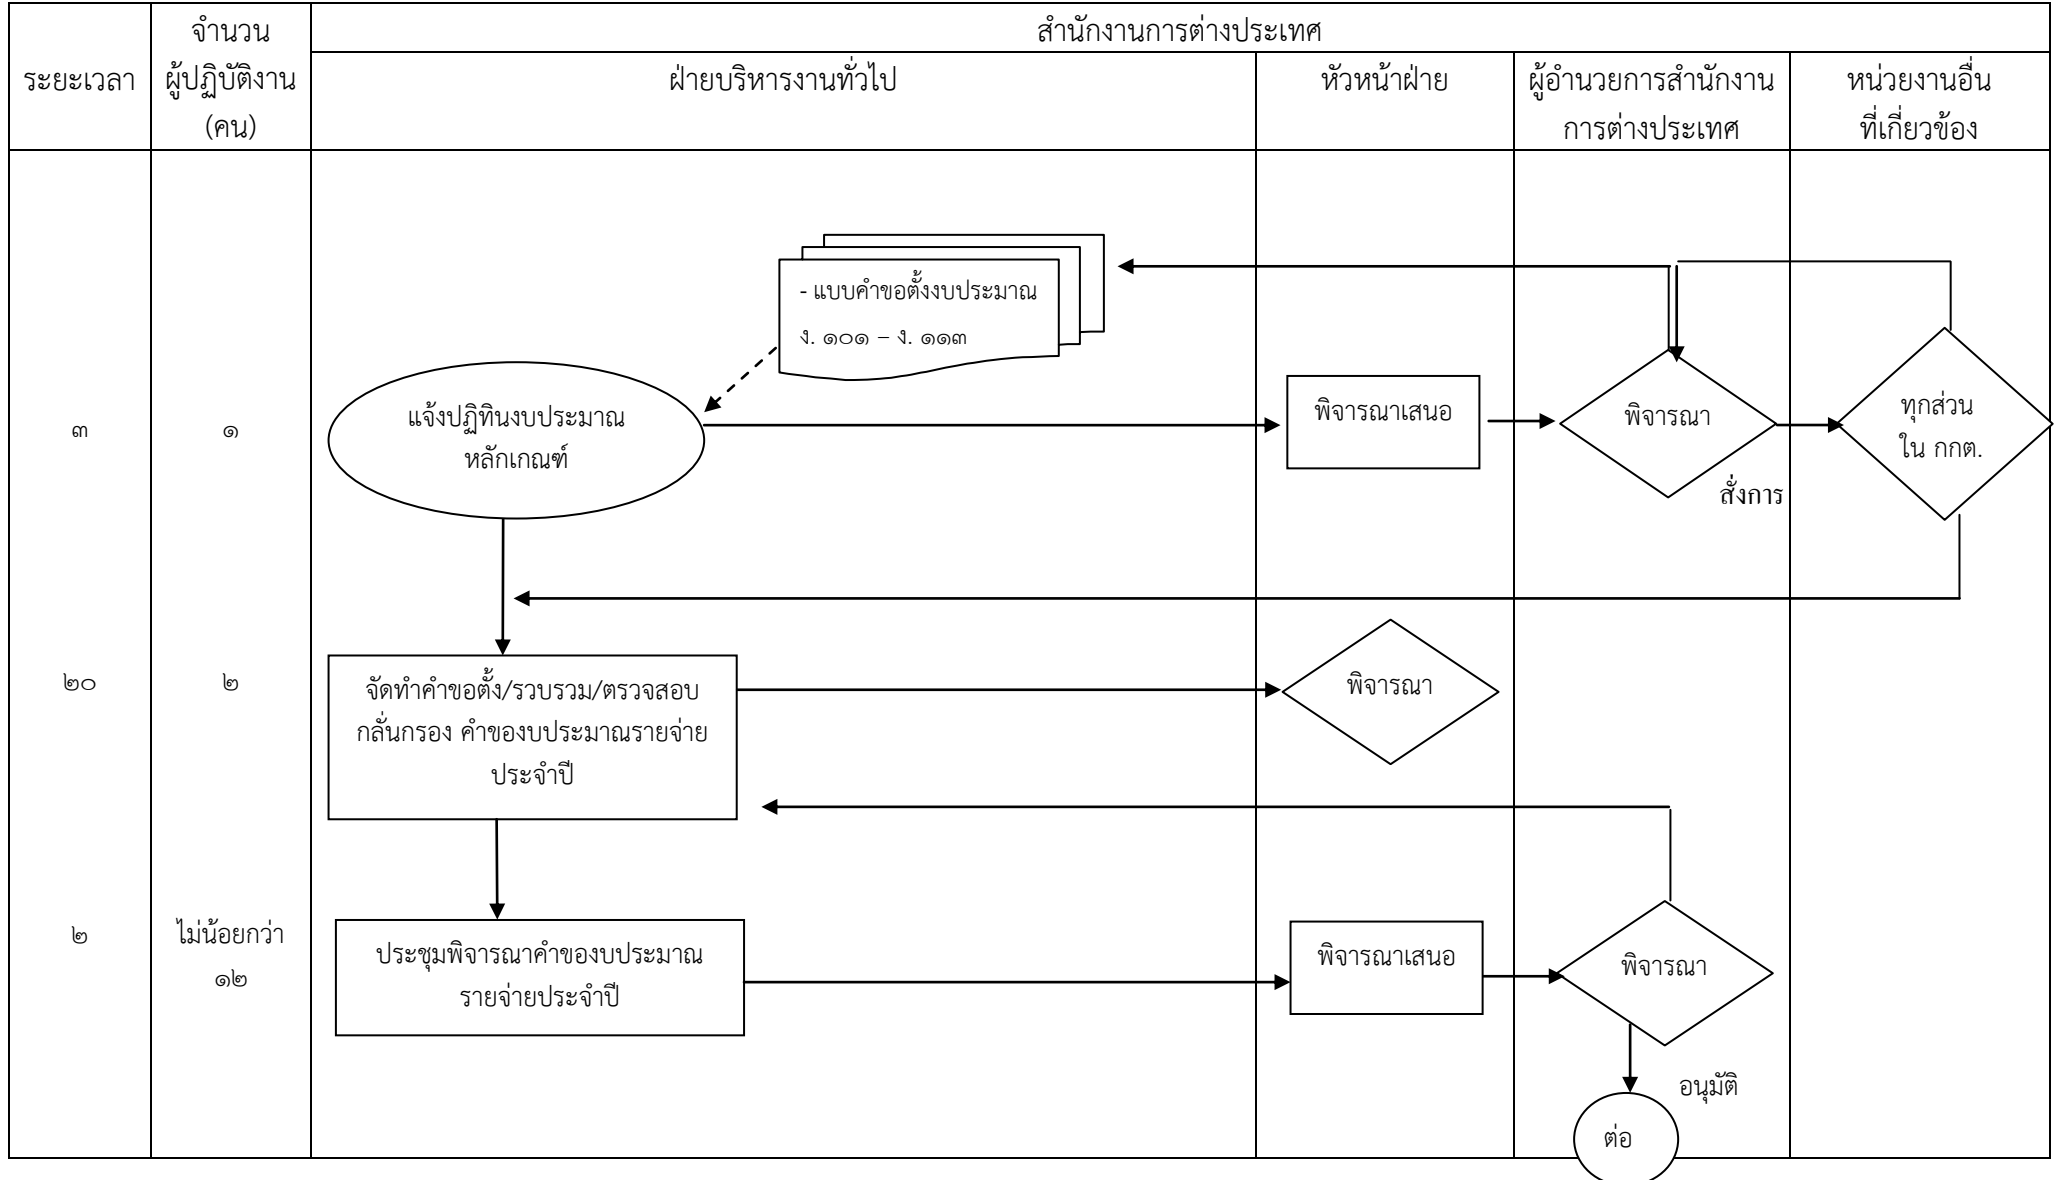 ระยะเวลา
จำนวน
ผู้ปฏิบัติงาน
(คน)
สำนักงานการต่างประเทศ
ฝ่ายบริหารงานทั่วไป
หัวหน้าฝ่าย
ผู้อำนวยการสำนักงาน
การต่างประเทศ
หน่วยงานอื่น
ที่เกี่ยวข้อง
- แบบคำขอตั้งงบประมาณ
ง. ๑๐๑ – ง. ๑๑๓
๓
๑
แจ้งปฏิทินงบประมาณ
หลักเกณฑ์
พิจารณาเสนอ
พิจารณา
สั่งการ
ทุกส่วน
ใน กกต.
๒๐
๒
จัดทำคำขอตั้ง/รวบรวม/ตรวจสอบ
กลั่นกรอง คำของบประมาณรายจ่าย
ประจำปี
พิจารณา
๒
ไม่น้อยกว่า
๑๒
ประชุมพิจารณาคำของบประมาณ
รายจ่ายประจำปี
พิจารณาเสนอ
พิจารณา
อนุมัติ
ต่อ